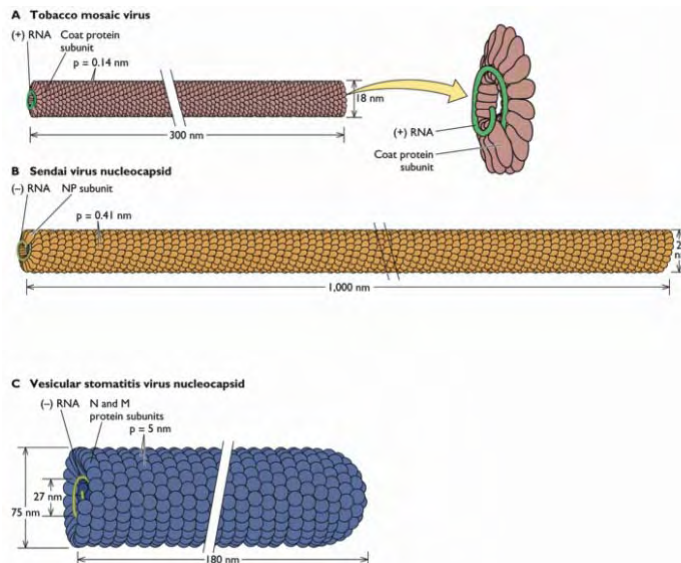 A Tobacco mosaic virus
(+) RNA Coat protein
subunit
p = 0.14 nm
18 nm
300 nm
(+) RNA
Coat protein
subunit
B Sendai virus nucleocapsid
(–) RNA NP subunit
p = 0.41 nm
1,000 nm
C Vesicular stomatitis virus nucleocapsid
(–) RNA N and M
protein subunits
p = 5 nm
27 nm
75 nm
180 nm